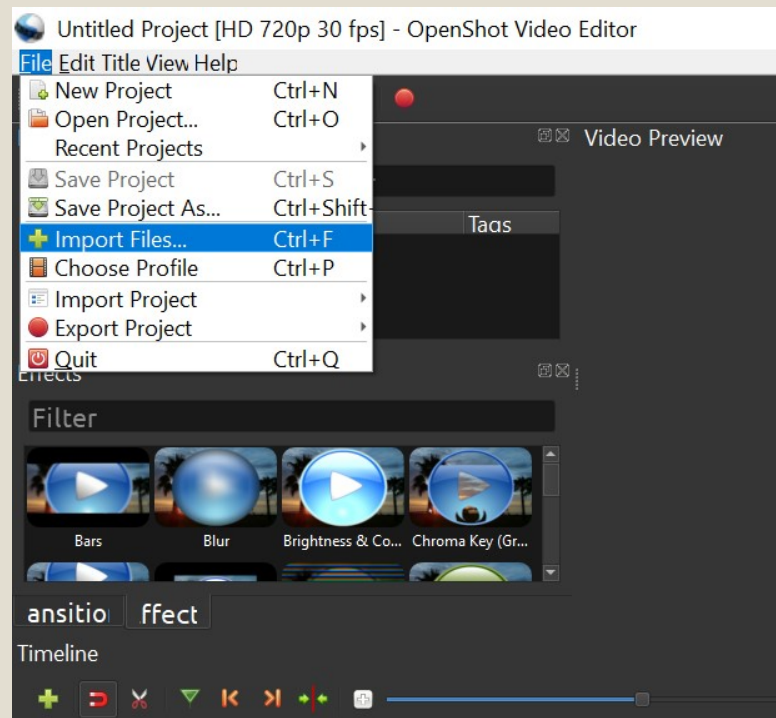 Untitled Project [HD 720p 30 fps] - OpenShot Video Editor
File Edit Title View Help
New Project Ctrl+N
Open Project... Ctrl+O
Recent Projects
Video Preview
Save Project Ctrl+S
Save Project As... Ctrl+Shift-
Tags
Import Files... Ctrl+F
Choose Profile Ctrl+P
Import Project
Export Project
Quit Ctrl+Q
Effects
Filter
Bars Blur Brightness & Co... Chroma Key (Gr...
ansitio ffect
Timeline